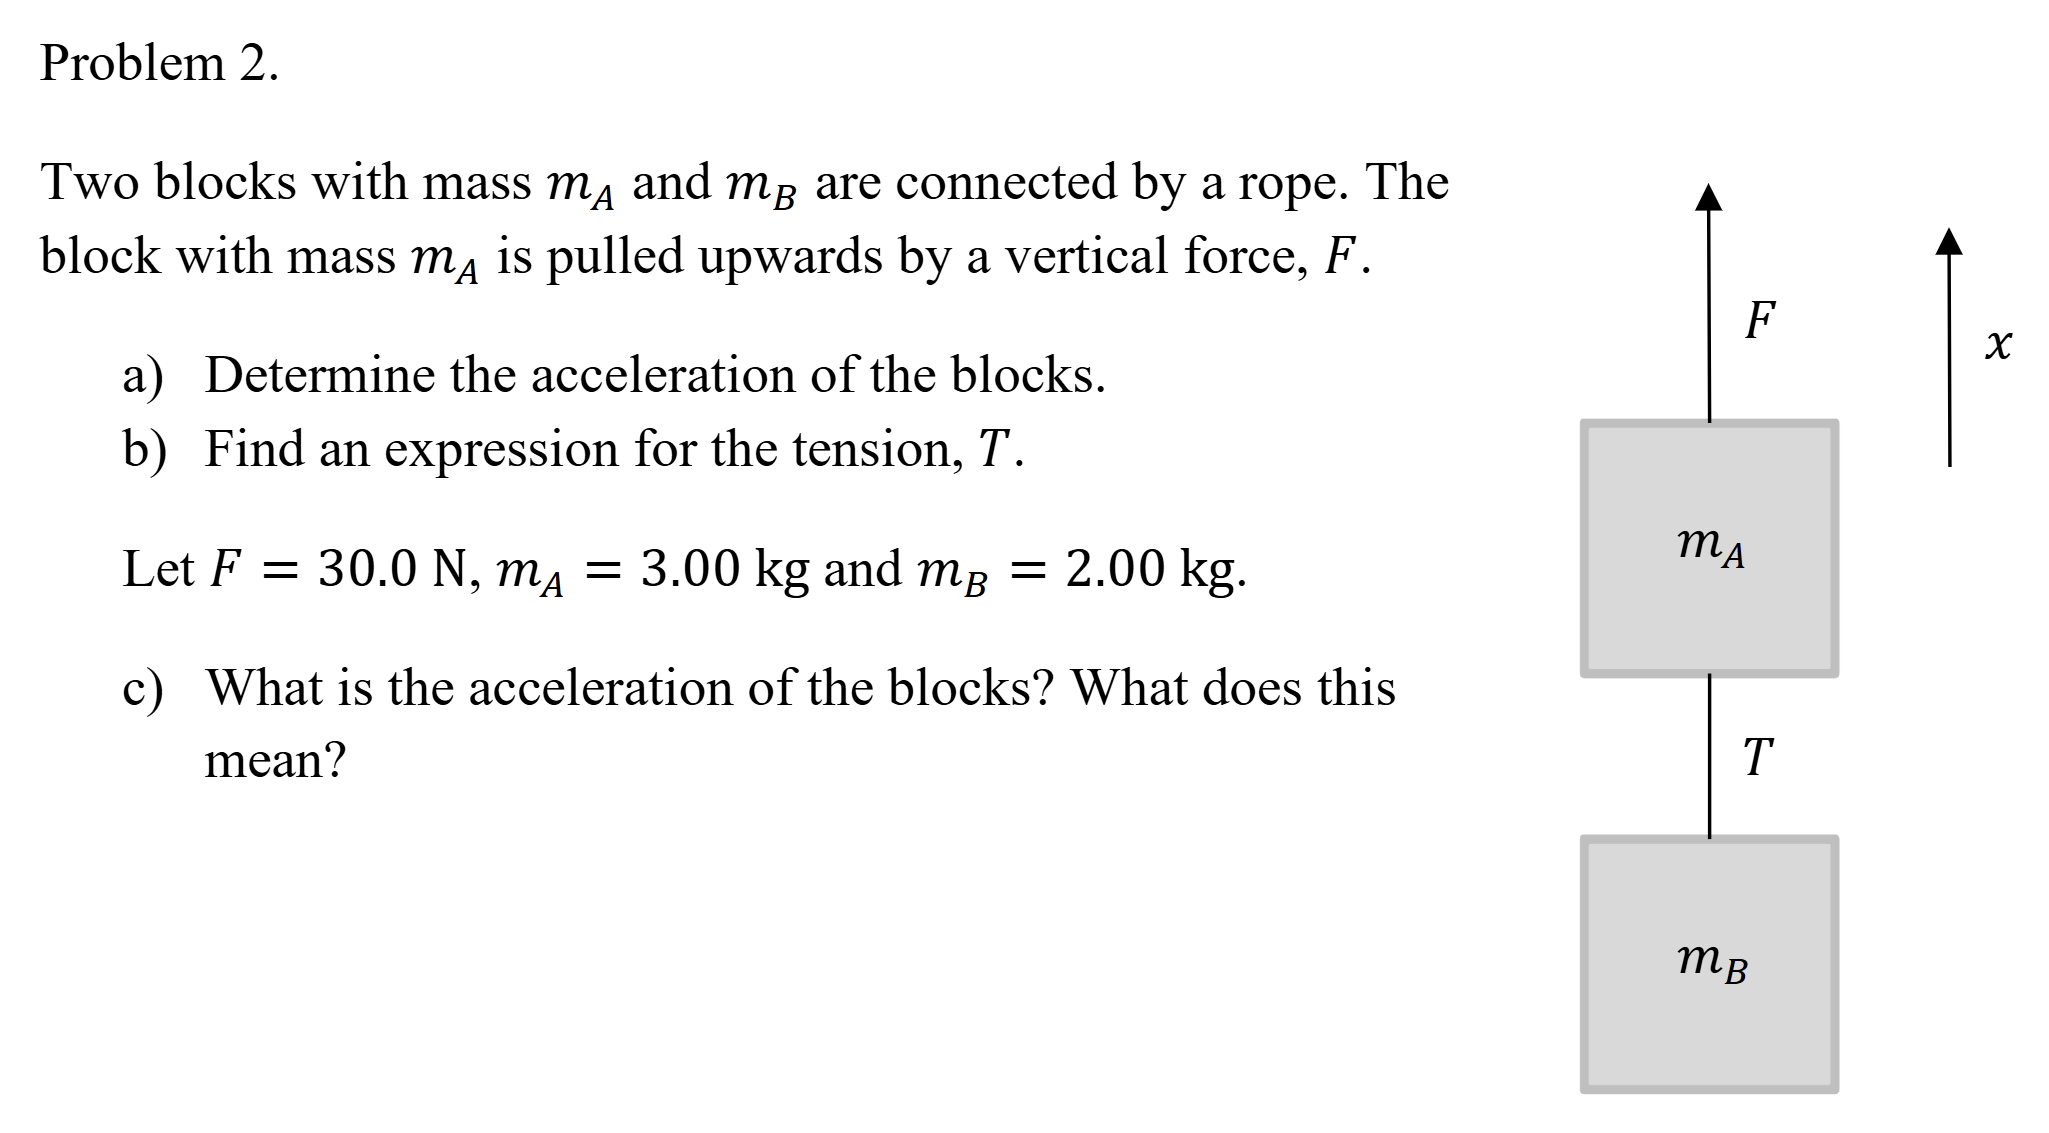 Problem 2.
Two blocks with mass m_A and m_B are connected by a rope. The
block with mass m_A is pulled upwards by a vertical force, F.
a) Determine the acceleration of the blocks.
b) Find an expression for the tension, T.
Let F = 30.0 N, m_A = 3.00 kg and m_B = 2.00 kg.
c) What is the acceleration of the blocks? What does this
mean?
F
x
m_A
T
m_B